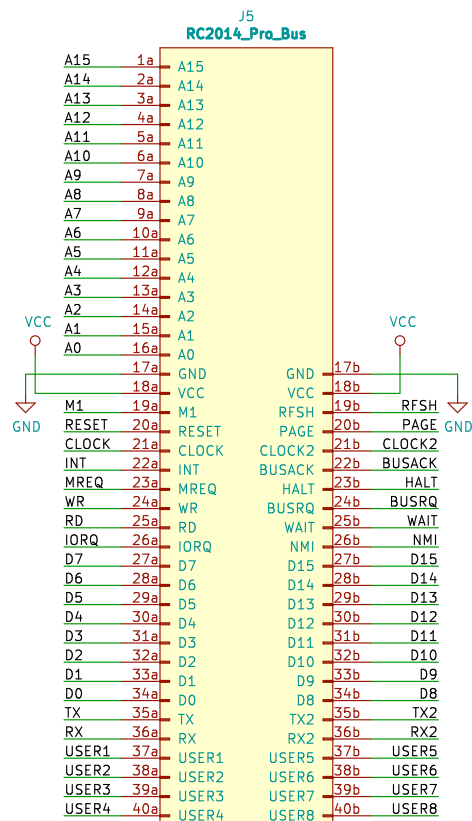 J5
RC2014_Pro_Bus
A15 1a A15
A14 2a A14
A13 3a A13
A12 4a A12
A11 5a A11
A10 6a A10
A9 7a A9
A8 8a A8
A7 9a A7
A6 10a A6
A5 11a A5
A4 12a A4
A3 13a A3
A2 14a A2
VCC VCC
A1 15a A1
A0 16a A0
17a GND GND 17b
18a VCC VCC 18b
M1 19a M1 RFSH 19b RFSH
GND GND
RESET 20a RESET PAGE 20b PAGE
CLOCK 21a CLOCK CLOCK2 21b CLOCK2
INT 22a INT BUSACK 22b BUSACK
MREQ 23a MREQ HALT 23b HALT
WR 24a WR BUSRQ 24b BUSRQ
RD 25a RD WAIT 25b WAIT
IORQ 26a IORQ NMI 26b NMI
D7 27a D7 D15 27b D15
D6 28a D6 D14 28b D14
D5 29a D5 D13 29b D13
D4 30a D4 D12 30b D12
D3 31a D3 D11 31b D11
D2 32a D2 D10 32b D10
D1 33a D1 D9 33b D9
D0 34a D0 D8 34b D8
TX 35a TX TX2 35b TX2
RX 36a RX RX2 36b RX2
USER1 37a USER1 USER5 37b USER5
USER2 38a USER2 USER6 38b USER6
USER3 39a USER3 USER7 39b USER7
USER4 40a USER4 USER8 40b USER8